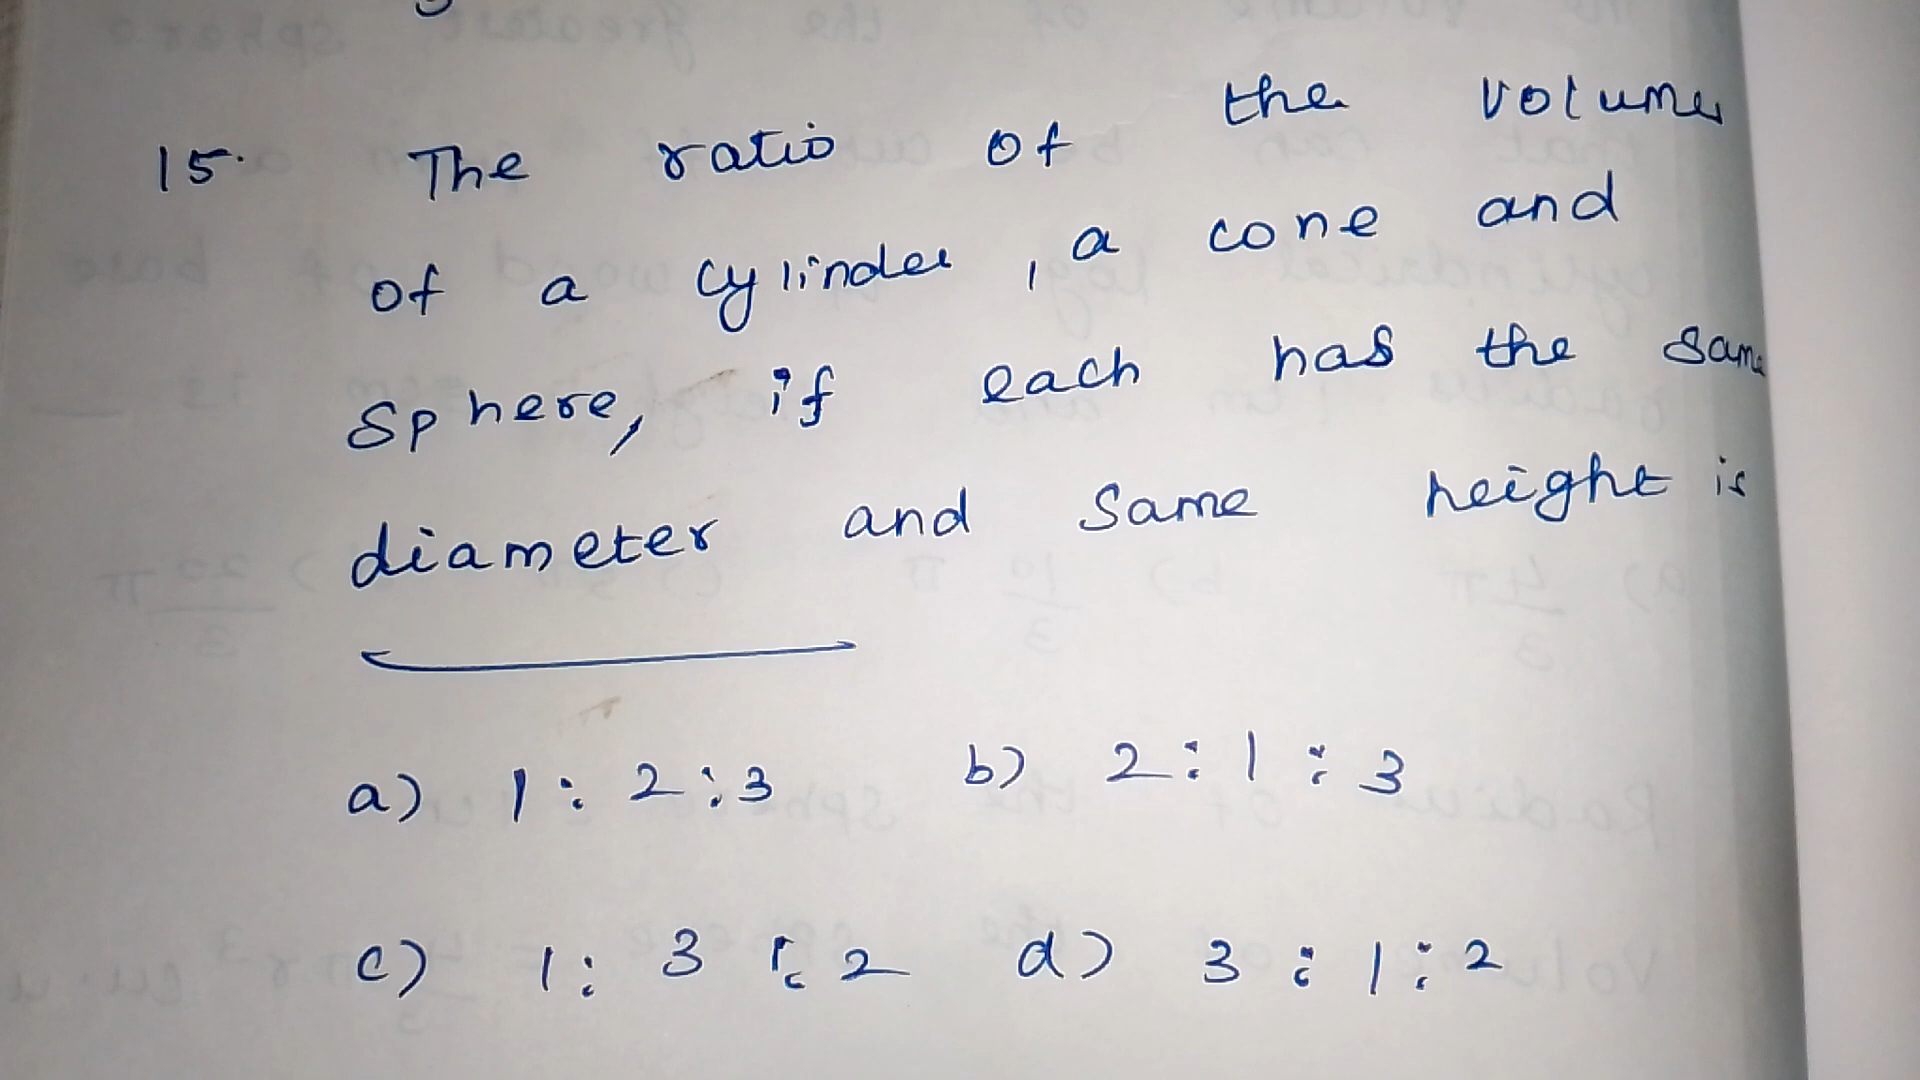 15. The ratio of the volumes
of a cylinder, a cone and
sphere, if each has the same
diameter and same height is
a) 1 : 2 : 3 b) 2 : 1 : 3
c) 1 : 3 : 2 d) 3 : 1 : 2